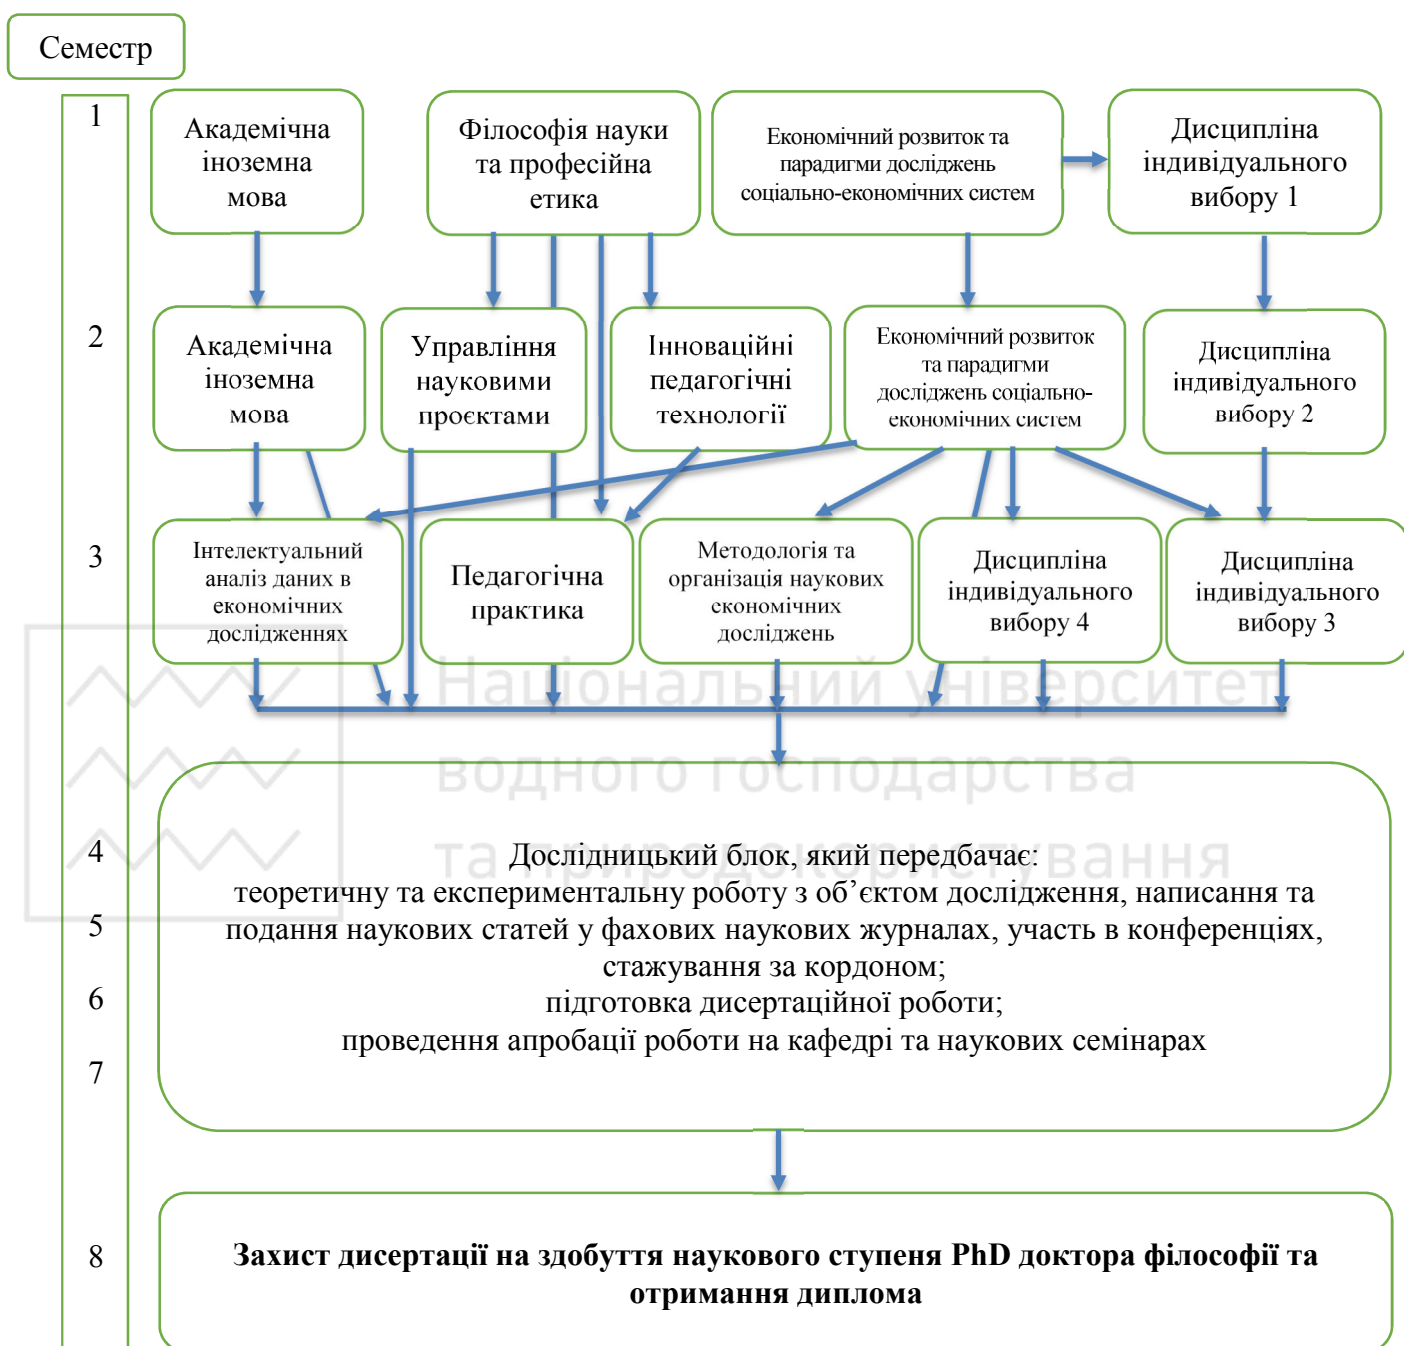 Семестр
1
Академічна
іноземна
мова
Філософія науки
та професійна
етика
Економічний розвиток та
парадигми досліджень
соціально-економічних систем
Дисципліна
індивідуального
вибору 1
2
Академічна
іноземна
мова
Управління
науковими
проєктами
Інноваційні
педагогічні
технології
Економічний розвиток
та парадигми
досліджень соціально-
економічних систем
Дисципліна
індивідуального
вибору 2
3
Інтелектуальний
аналіз даних в
економічних
дослідженнях
Педагогічна
практика
Методологія та
організація наукових
економічних
досліджень
Дисципліна
індивідуального
вибору 4
Дисципліна
індивідуального
вибору 3
Національний університет
водного господарства
та природокористування
4
5
6
7
Дослідницький блок, який передбачає:
теоретичну та експериментальну роботу з об’єктом дослідження, написання та
подання наукових статей у фахових наукових журналах, участь в конференціях,
стажування за кордоном;
підготовка дисертаційної роботи;
проведення апробації роботи на кафедрі та наукових семінарах
8
Захист дисертації на здобуття наукового ступеня PhD доктора філософії та
отримання диплома